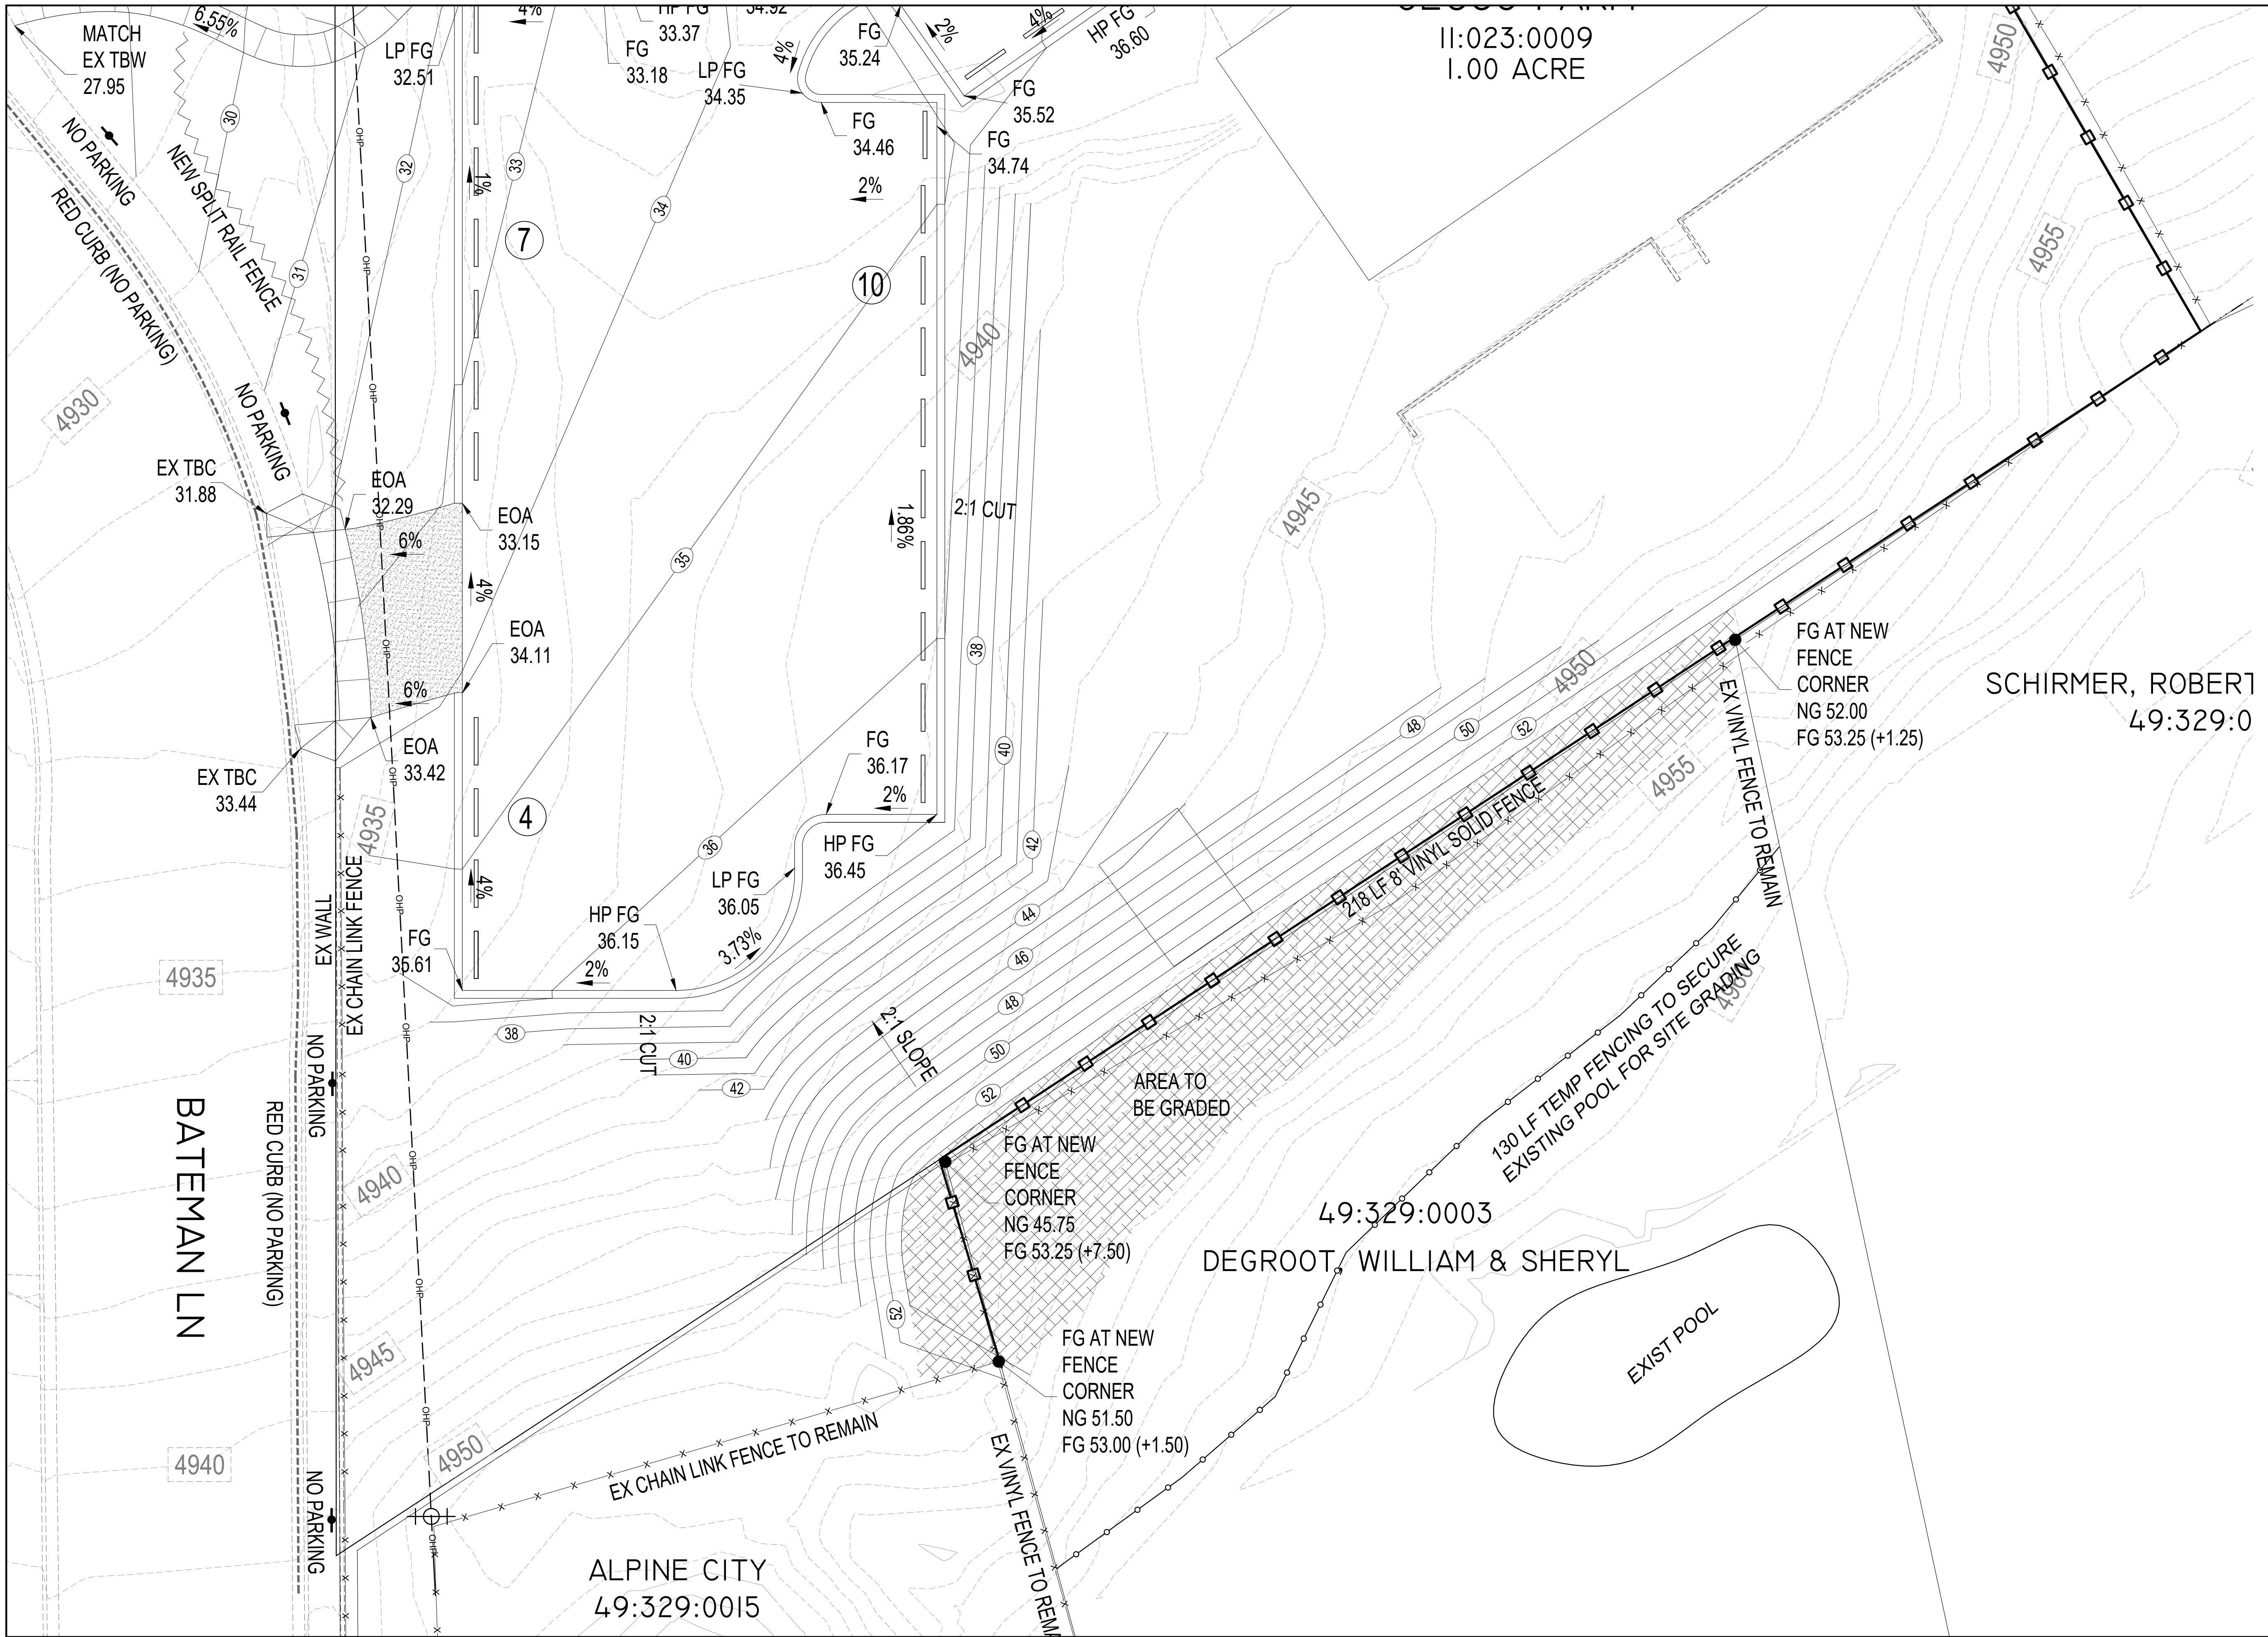 6.55%
MATCH
EX TBW
27.95
LP FG
32.51
4%
HP FG
33.37
34.92
FG
33.18
LP FG
34.35
4%
FG
35.24
2%
4%
HP FG
36.60
11:023:0009
1.00 ACRE
4950
FG
35.52
FG
34.46
FG
34.74
2%
30
32
33
34
31
1%
OHP
NO PARKING
NEW SPLIT RAIL FENCE
RED CURB (NO PARKING)
7
10
4940
4955
4930
NO PARKING
EX TBC
31.88
EOA
32.29
6%
EOA
33.15
4%
EOA
34.11
6%
35
1.86%
2:1 CUT
4945
38
EX TBC
33.44
EOA
33.42
4935
4
FG
36.17
2%
40
48
50
52
4950
FG AT NEW
FENCE
CORNER
NG 52.00
FG 53.25 (+1.25)
SCHIRMER, ROBERT
49:329:0
4955
EX VINYL FENCE TO REMAIN
218 LF 8' VINYL SOLID FENCE
36
HP FG
36.45
42
LP FG
36.05
HP FG
36.15
3.73%
4%
FG
35.61
2%
EX WALL
EX CHAIN LINK FENCE
4935
44
46
48
50
52
2:1 SLOPE
38
40
42
2:1 CUT
130 LF TEMP FENCING TO SECURE
EXISTING POOL FOR SITE GRADING
AREA TO
BE GRADED
NO PARKING
RED CURB (NO PARKING)
BATEMAN LN
4940
FG AT NEW
FENCE
CORNER
NG 45.75
FG 53.25 (+7.50)
49:329:0003
DEGROOT, WILLIAM & SHERYL
EXIST POOL
52
4945
FG AT NEW
FENCE
CORNER
NG 51.50
FG 53.00 (+1.50)
4940
4950
NO PARKING
EX CHAIN LINK FENCE TO REMAIN
EX VINYL FENCE TO REMA
ALPINE CITY
49:329:0015